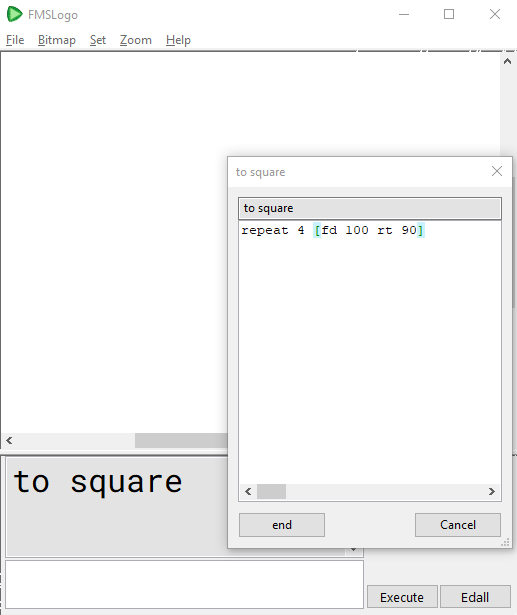 FMSLogo
File Bitmap Set Zoom Help
to square
to square
repeat 4 [fd 100 rt 90]
end Cancel
to square
Execute Edall